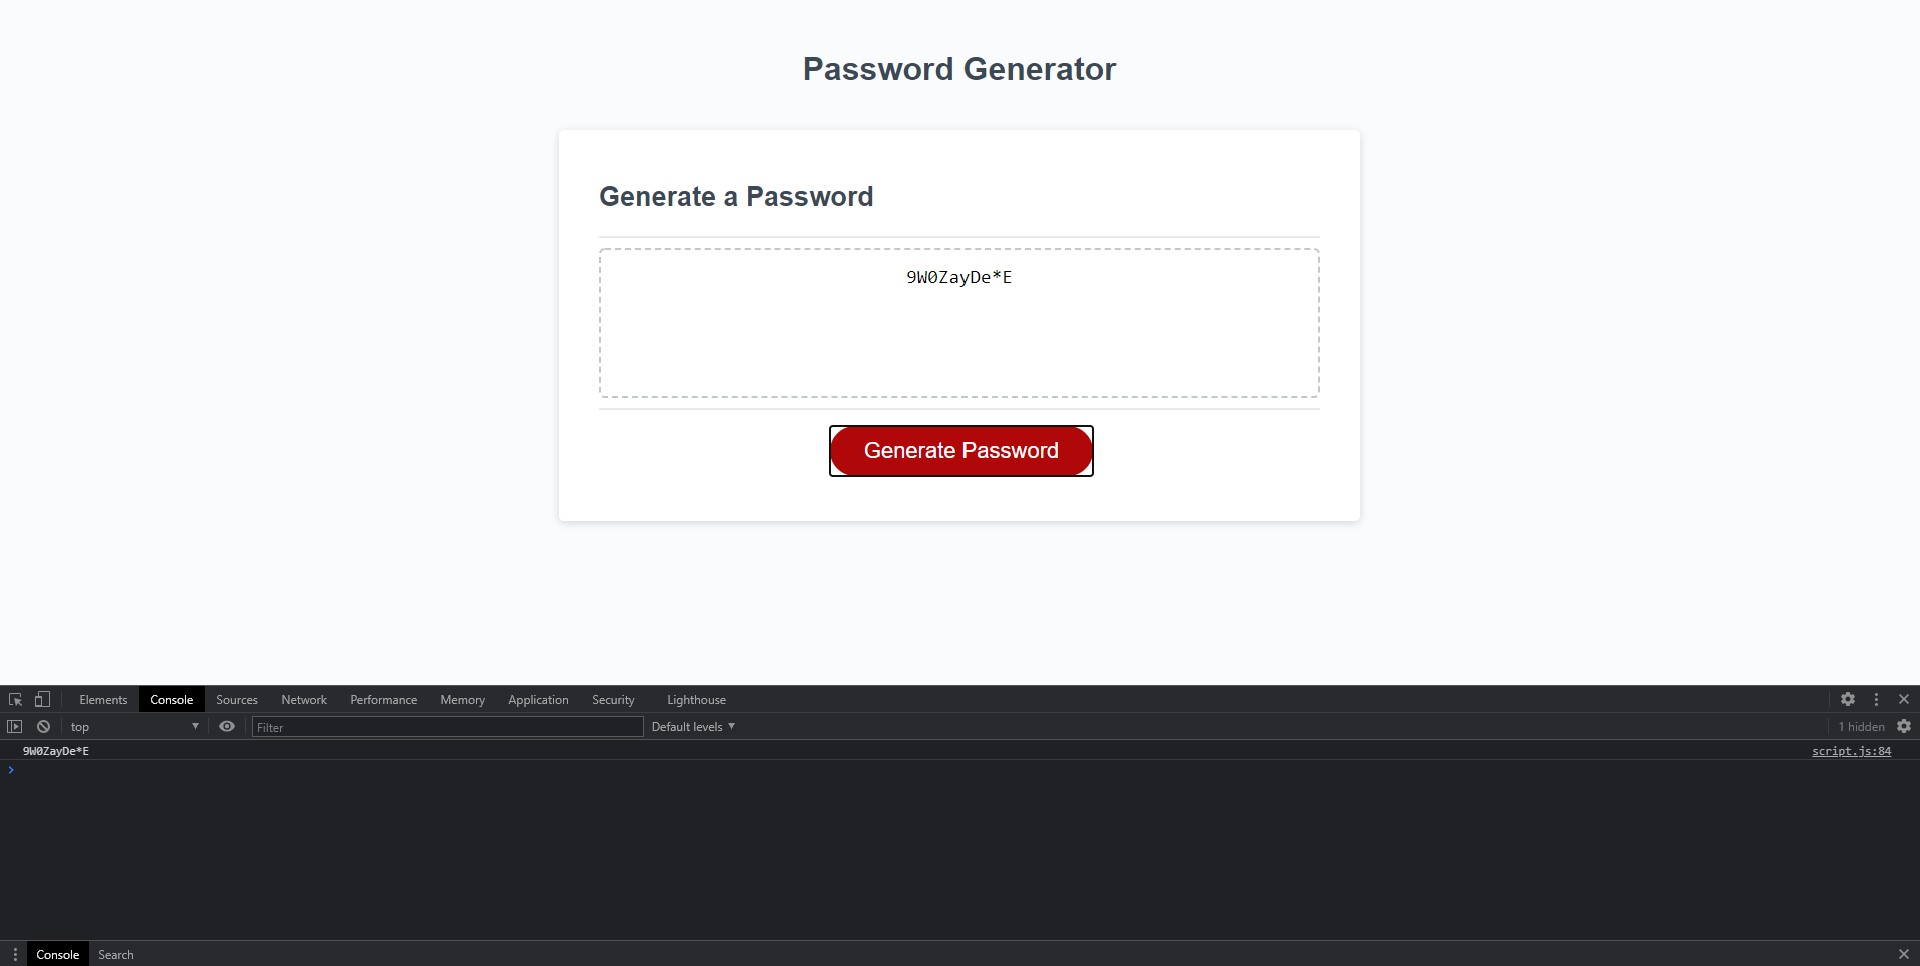 Password Generator
Generate a Password
9W0ZayDe*E
Generate Password
Elements Console Sources Network Performance Memory Application Security Lighthouse
top Filter Default levels 1 hidden
9W0ZayDe*E script.js:84
Console Search